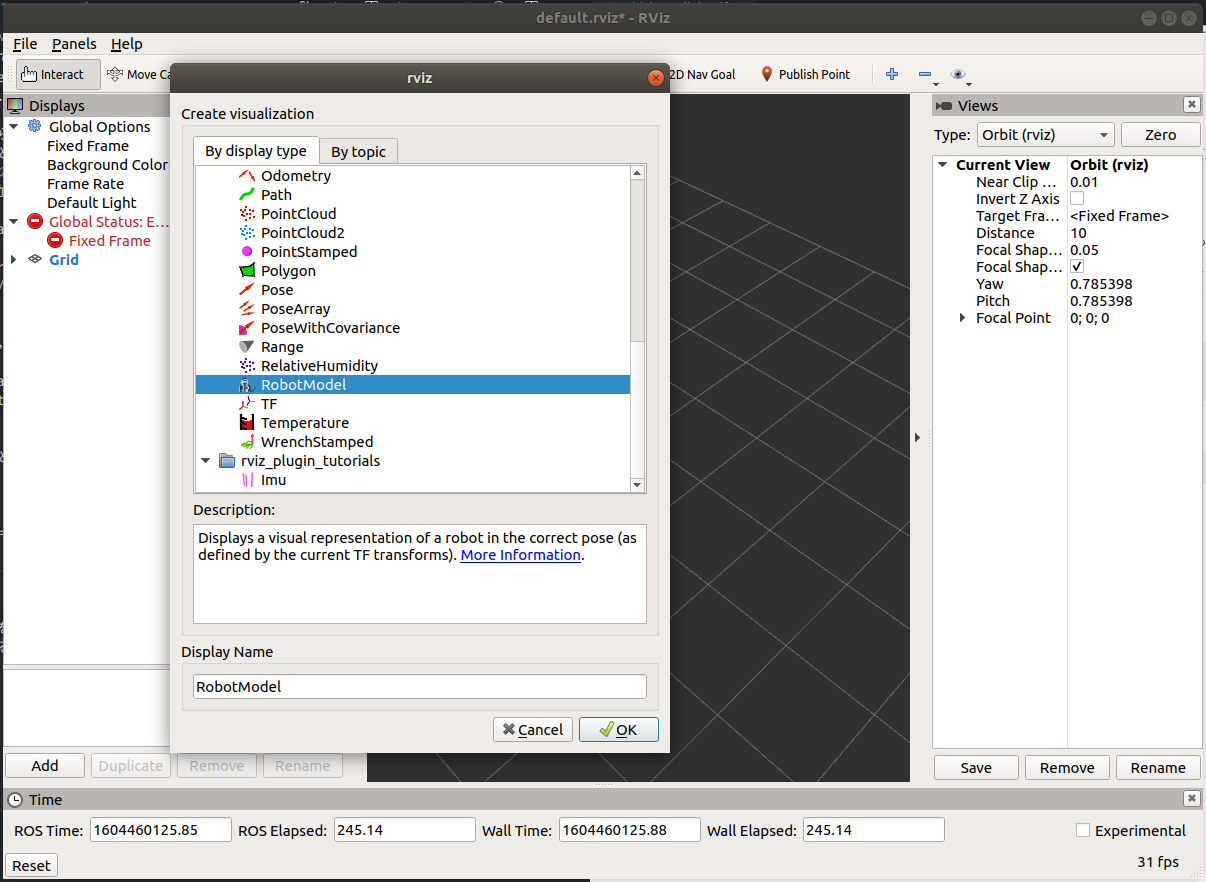 default.rviz* - RViz
File Panels Help
Interact Move Ca 2D Nav Goal Publish Point
Displays
Global Options
Fixed Frame
Background Color
Frame Rate
Default Light
Global Status: E...
Fixed Frame
Grid
Add Duplicate Remove Rename
rviz
Create visualization
By display type By topic
Odometry
Path
PointCloud
PointCloud2
PointStamped
Polygon
Pose
PoseArray
PoseWithCovariance
Range
RelativeHumidity
RobotModel
TF
Temperature
WrenchStamped
rviz_plugin_tutorials
Imu
Description:
Displays a visual representation of a robot in the correct pose (as
defined by the current TF transforms). More Information.
Display Name
RobotModel
Cancel OK
Views
Type: Orbit (rviz) Zero
Current View Orbit (rviz)
Near Clip ... 0.01
Invert Z Axis
Target Fra... <Fixed Frame>
Distance 10
Focal Shap... 0.05
Focal Shap...
Yaw 0.785398
Pitch 0.785398
Focal Point 0; 0; 0
Save Remove Rename
Time
ROS Time: 1604460125.85 ROS Elapsed: 245.14 Wall Time: 1604460125.88 Wall Elapsed: 245.14 Experimental
Reset 31 fps